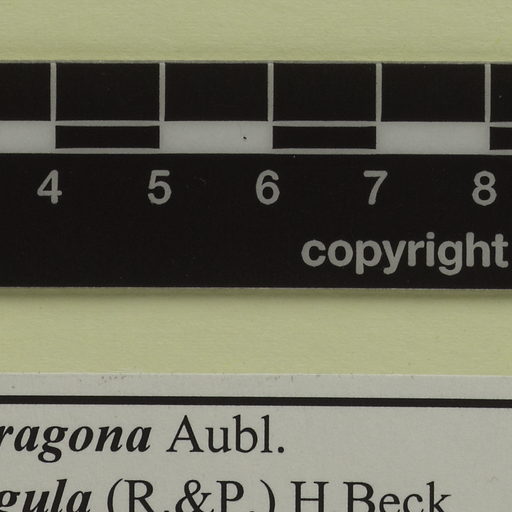 4 5 6 7 8
copyright
ragona Aubl.
gula (R.&P.) H Beck